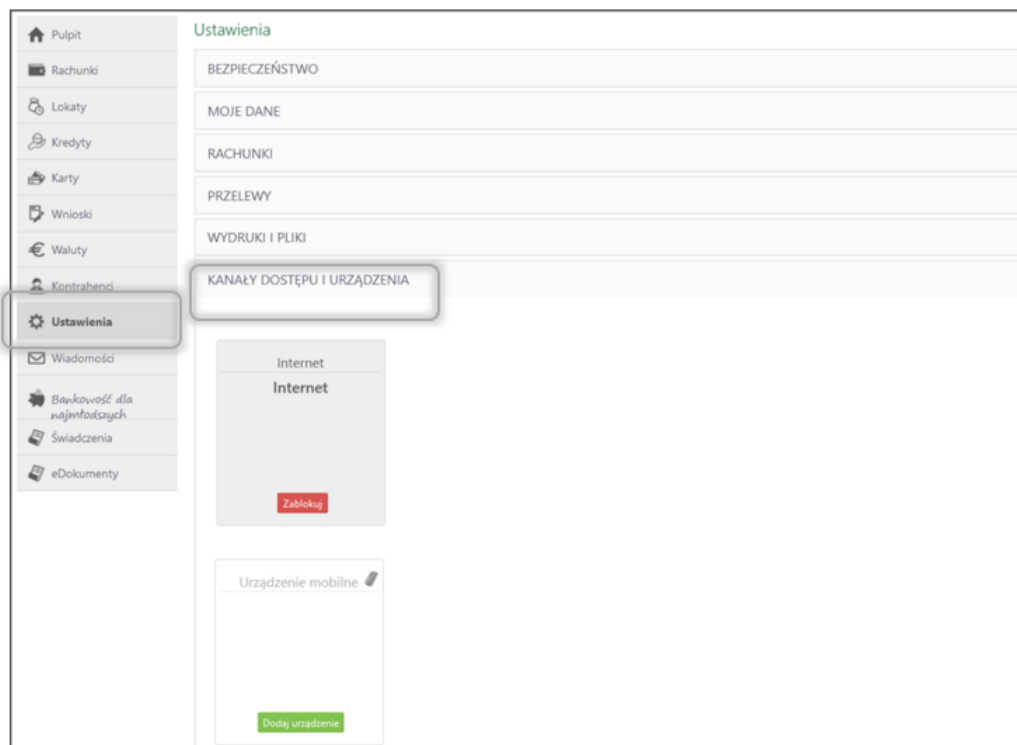 Pulpit
Rachunki
Lokaty
Kredyty
Karty
Wnioski
Waluty
Kontrahenci
Ustawienia
Wiadomości
Bankowość dla
najmłodszych
Świadczenia
eDokumenty
Ustawienia
BEZPIECZEŃSTWO
MOJE DANE
RACHUNKI
PRZELEWY
WYDRUKI I PLIKI
KANAŁY DOSTĘPU I URZĄDZENIA
Internet
Internet
Zablokuj
Urządzenie mobilne
Dodaj urządzenie